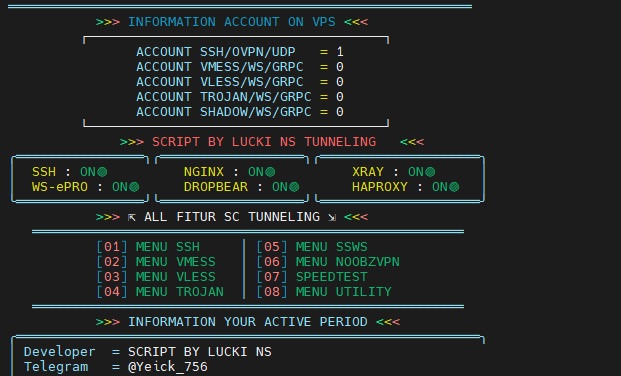 >>> INFORMATION ACCOUNT ON VPS <<<
ACCOUNT SSH/OVPN/UDP = 1
ACCOUNT VMESS/WS/GRPC = 0
ACCOUNT VLESS/WS/GRPC = 0
ACCOUNT TROJAN/WS/GRPC = 0
ACCOUNT SHADOW/WS/GRPC = 0
>>> SCRIPT BY LUCKI NS TUNNELING <<<
SSH : ON NGINX : ON XRAY : ON
WS-ePRO : ON DROPBEAR : ON HAPROXY : ON
>>> ⇱ ALL FITUR SC TUNNELING ⇲ <<<
[01] MENU SSH │ [05] MENU SSWS
[02] MENU VMESS │ [06] MENU NOOBZVPN
[03] MENU VLESS │ [07] SPEEDTEST
[04] MENU TROJAN │ [08] MENU UTILITY
>>> INFORMATION YOUR ACTIVE PERIOD <<<
Developer = SCRIPT BY LUCKI NS
Telegram = @Yeick_756